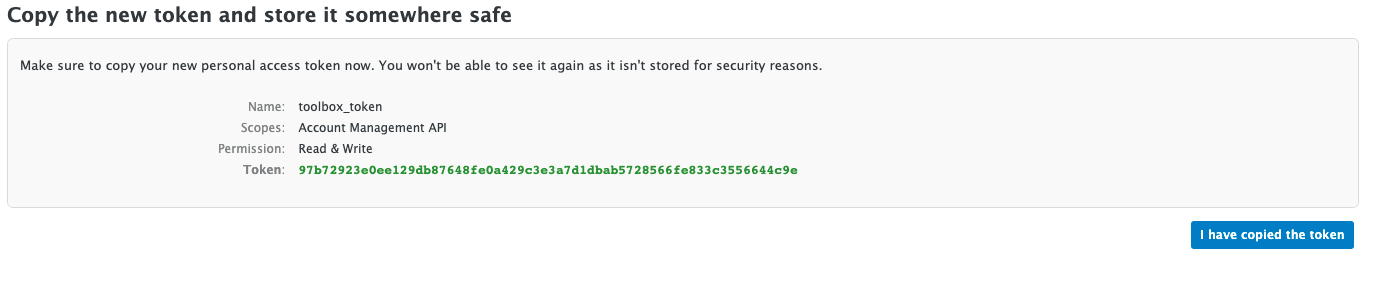 Copy the new token and store it somewhere safe
Make sure to copy your new personal access token now. You won't be able to see it again as it isn't stored for security reasons.
Name: toolbox_token
Scopes: Account Management API
Permission: Read & Write
Token: 97b72923e0ee129db87648fe0a429c3e3a7d1dbab5728566fe833c3556644c9e
I have copied the token